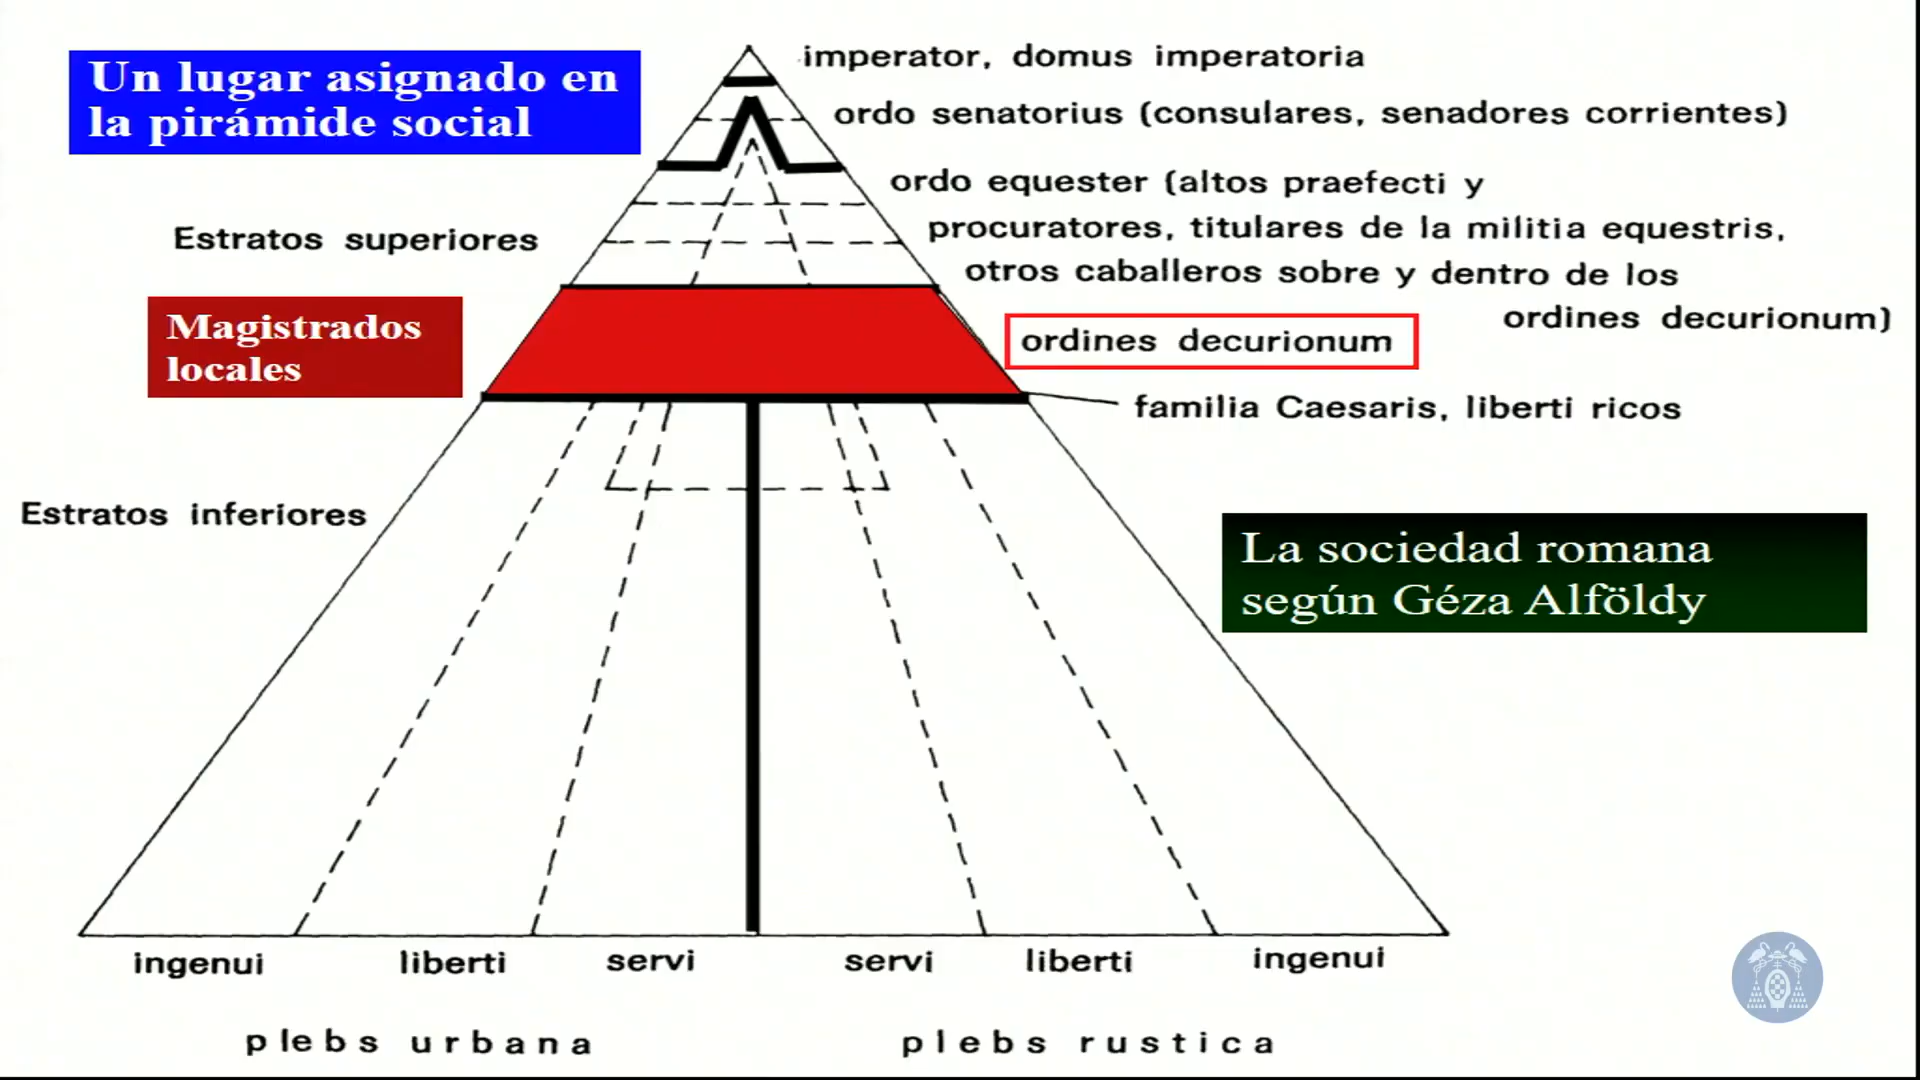 Un lugar asignado en
la pirámide social
imperator, domus imperatoria
ordo senatorius (consulares, senadores corrientes)
ordo equester (altos praefecti y
procuratores, titulares de la militia equestris,
otros caballeros sobre y dentro de los
ordines decurionum)
Estratos superiores
Magistrados
locales
ordines decurionum
familia Caesaris, liberti ricos
Estratos inferiores
La sociedad romana
según Géza Alföldy
ingenui liberti servi servi liberti ingenui
plebs urbana plebs rustica